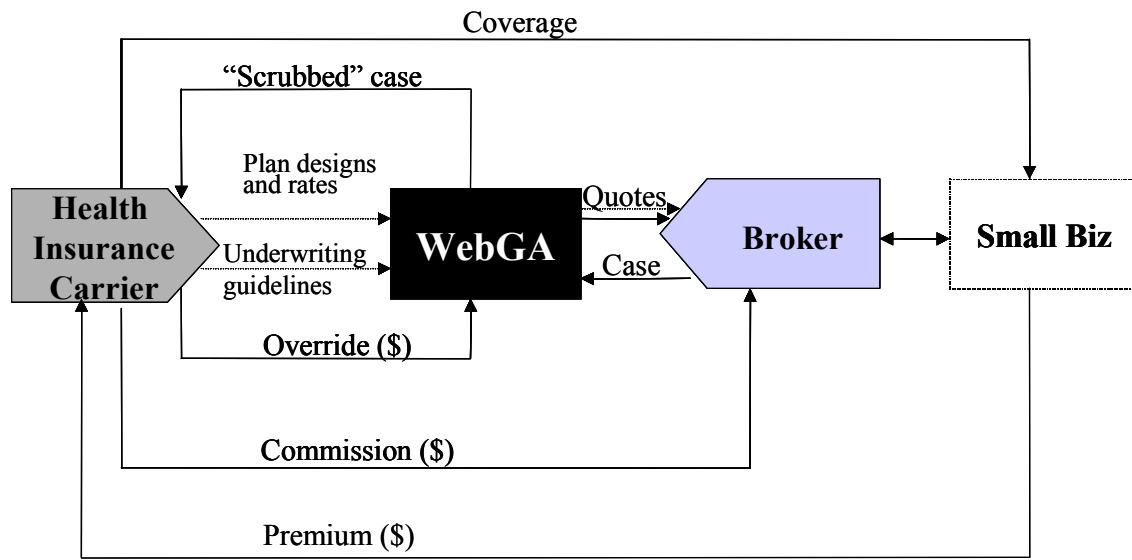 Coverage
“Scrubbed” case
Plan designs
and rates
Health
Insurance
Carrier
WebGA
Quotes
Broker
Small Biz
Underwriting
guidelines
Case
Override ($)
Commission ($)
Premium ($)